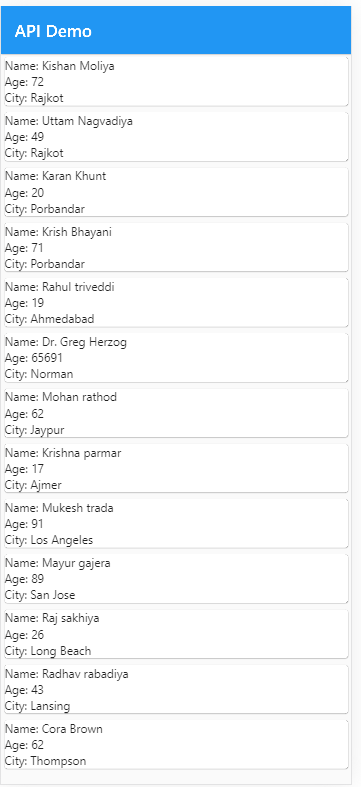 API Demo
Name: Kishan Moliya
Age: 72
City: Rajkot
Name: Uttam Nagvadiya
Age: 49
City: Rajkot
Name: Karan Khunt
Age: 20
City: Porbandar
Name: Krish Bhayani
Age: 71
City: Porbandar
Name: Rahul triveddi
Age: 19
City: Ahmedabad
Name: Dr. Greg Herzog
Age: 65691
City: Norman
Name: Mohan rathod
Age: 62
City: Jaypur
Name: Krishna parmar
Age: 17
City: Ajmer
Name: Mukesh trada
Age: 91
City: Los Angeles
Name: Mayur gajera
Age: 89
City: San Jose
Name: Raj sakhiya
Age: 26
City: Long Beach
Name: Radhav rabadiya
Age: 43
City: Lansing
Name: Cora Brown
Age: 62
City: Thompson